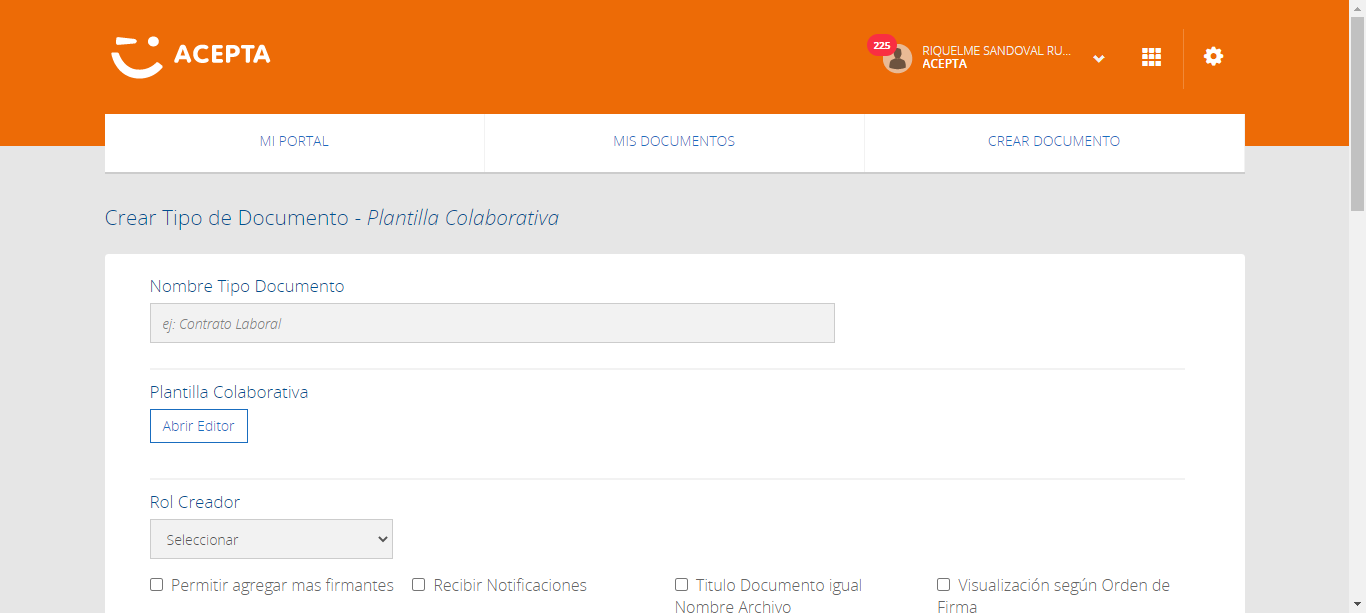 ACEPTA
225
RIQUELME SANDOVAL RU...
ACEPTA
MI PORTAL
MIS DOCUMENTOS
CREAR DOCUMENTO
Crear Tipo de Documento - Plantilla Colaborativa
Nombre Tipo Documento
ej: Contrato Laboral
Plantilla Colaborativa
Abrir Editor
Rol Creador
Seleccionar
Permitir agregar mas firmantes
Recibir Notificaciones
Titulo Documento igual
Nombre Archivo
Visualización según Orden de
Firma